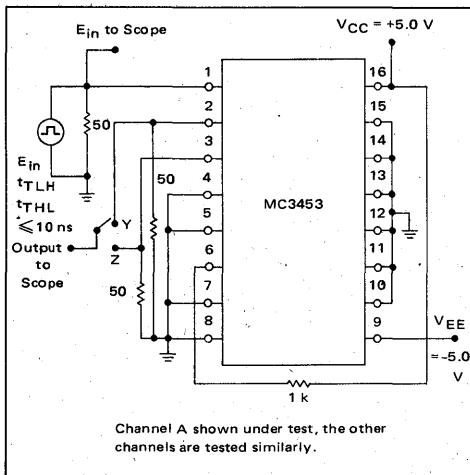 E_in to Scope
V_CC = +5.0 V
1
16
2
15
50
3
14
E_in
t_TLH
t_THL
≤ 10 ns
Output
to
Scope
Y
Z
50
4
13
MC3453
5
12
6
11
7
10
50
8
9
V_EE
= -5.0
V
1 k
Channel A shown under test, the other
channels are tested similarly.